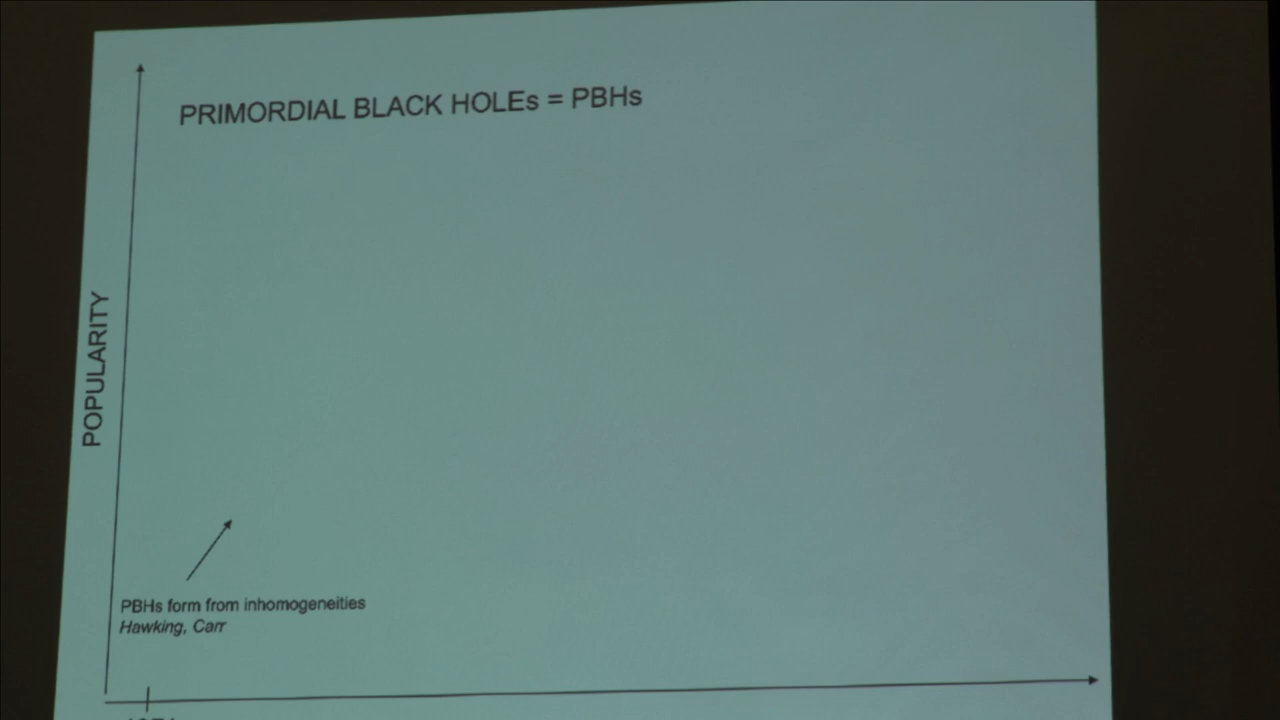 PRIMORDIAL BLACK HOLEs = PBHs
POPULARITY
PBHs form from inhomogeneities
Hawking, Carr